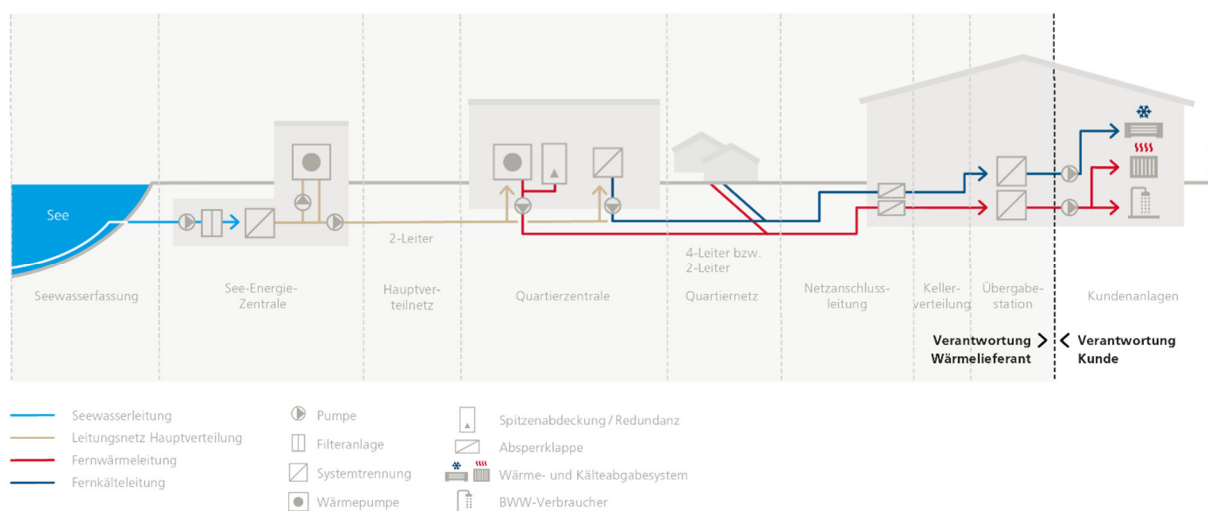 See
2-Leiter
4-Leiter bzw.
2-Leiter
Seewasserfassung
See-Energie-
Zentrale
Hauptver-
teilnetz
Quartierzentrale
Quartiernetz
Netzanschluss-
leitung
Keller-
verteilung
Übergabe-
station
Kundenanlagen
Verantwortung
Wärmelieferant
Verantwortung
Kunde
Seewasserleitung
Leitungsnetz Hauptverteilung
Fernwärmeleitung
Fernkälteleitung
Pumpe
Filteranlage
Systemtrennung
Wärmepumpe
Spitzenabdeckung / Redundanz
Absperrklappe
Wärme- und Kälteabgabesystem
BWW-Verbraucher